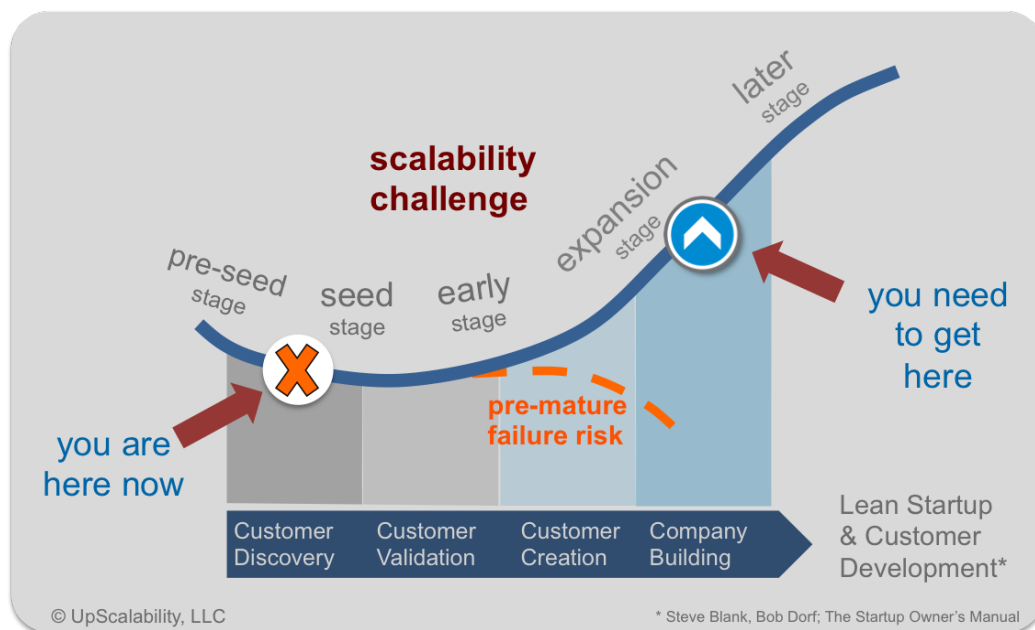 later
stage
scalability
challenge
expansion
stage
pre-seed
stage
seed
stage
early
stage
you need
to get
here
pre-mature
failure risk
you are
here now
Customer
Discovery
Customer
Validation
Customer
Creation
Company
Building
Lean Startup
& Customer
Development*
© UpScalability, LLC
* Steve Blank, Bob Dorf; The Startup Owner's Manual